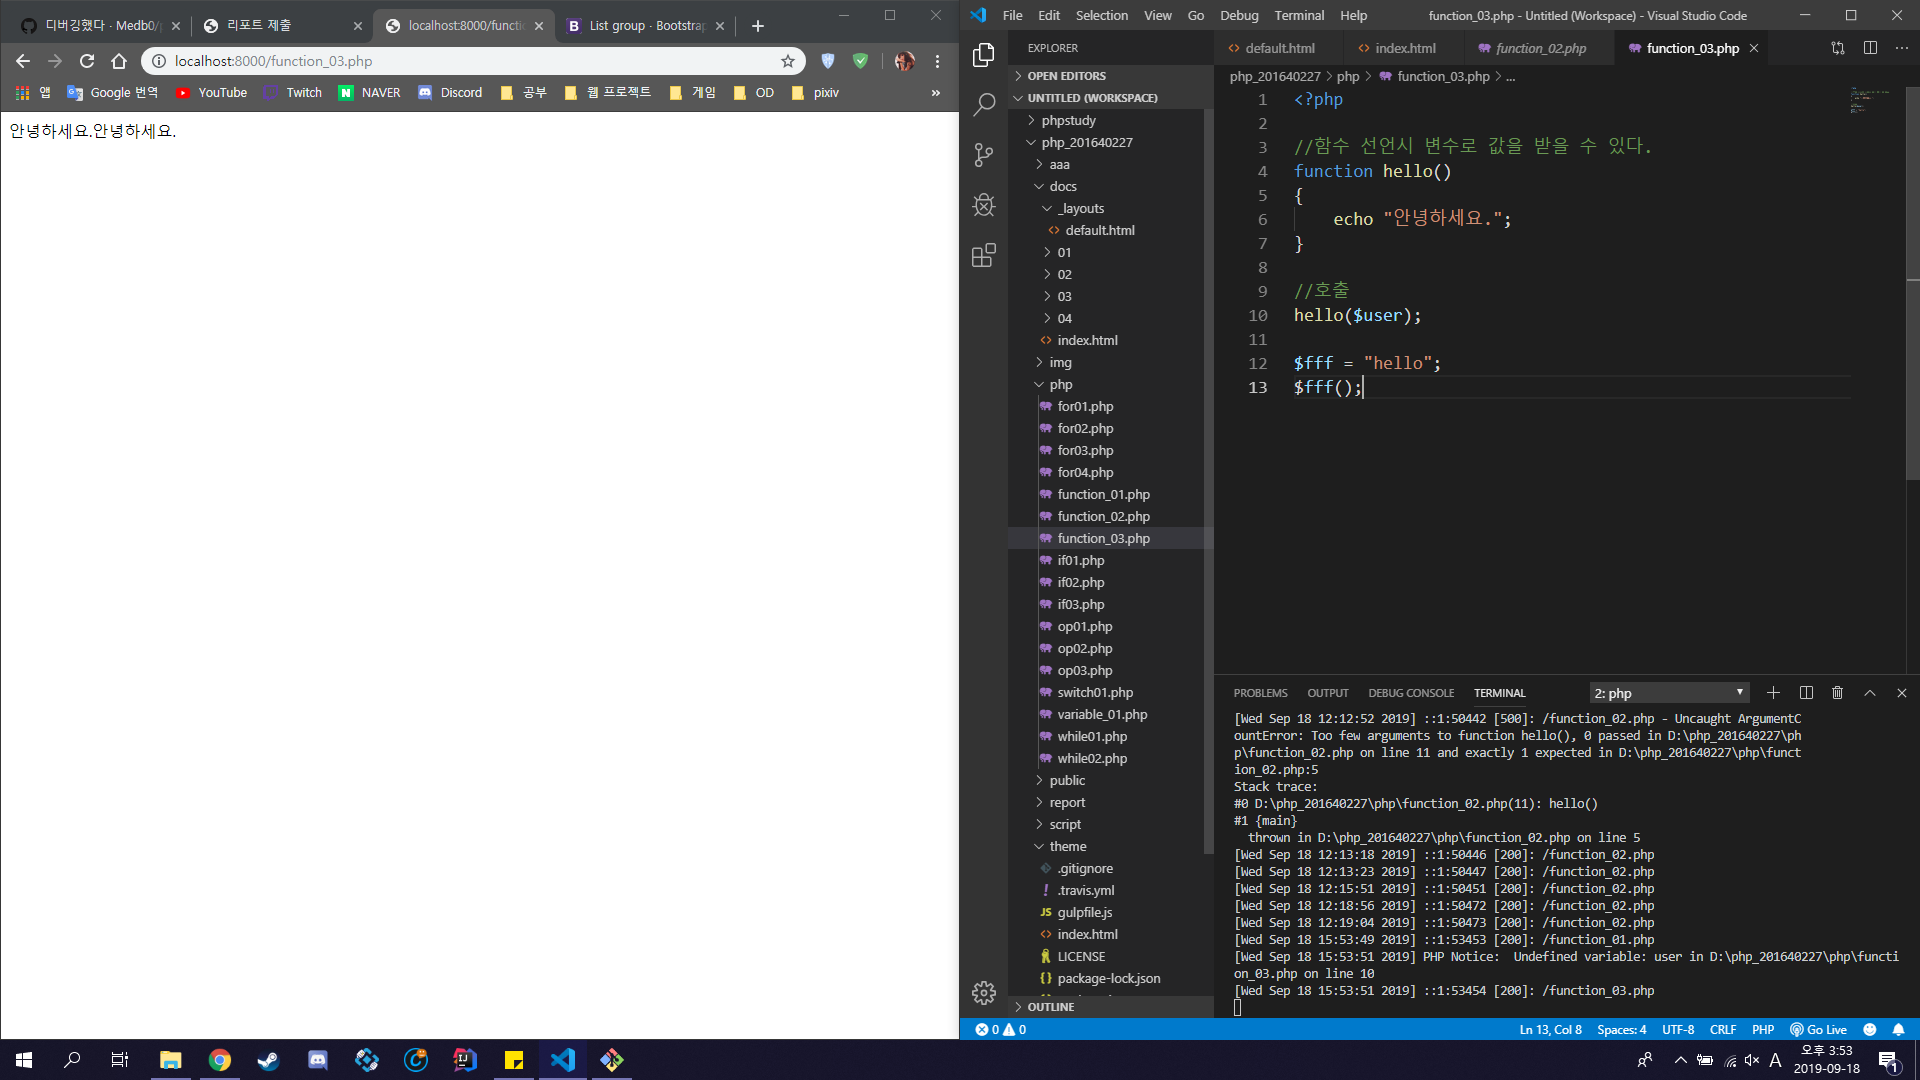 디버깅했다 · Medb0/
리포트 제출
localhost:8000/functio
List group · Bootstrap
localhost:8000/function_03.php
앱
Google 번역
YouTube
Twitch
NAVER
Discord
공부
웹 프로젝트
게임
OD
pixiv
»
안녕하세요.안녕하세요.
File Edit Selection View Go Debug Terminal Help
function_03.php - Untitled (Workspace) - Visual Studio Code
EXPLORER
OPEN EDITORS
UNTITLED (WORKSPACE)
phpstudy
php_201640227
aaa
docs
_layouts
default.html
01
02
03
04
index.html
img
php
for01.php
for02.php
for03.php
for04.php
function_01.php
function_02.php
function_03.php
if01.php
if02.php
if03.php
op01.php
op02.php
op03.php
switch01.php
variable_01.php
while01.php
while02.php
public
report
script
theme
.gitignore
.travis.yml
gulpfile.js
index.html
LICENSE
package-lock.json
OUTLINE
default.html
index.html
function_02.php
function_03.php
php_201640227 > php > function_03.php > ...
1 <?php
2
3 //함수 선언시 변수로 값을 받을 수 있다.
4 function hello()
5 {
6 echo "안녕하세요.";
7 }
8
9 //호출
10 hello($user);
11
12 $fff = "hello";
13 $fff();
PROBLEMS OUTPUT DEBUG CONSOLE TERMINAL
2: php
[Wed Sep 18 12:12:52 2019] ::1:50442 [500]: /function_02.php - Uncaught ArgumentC
ountError: Too few arguments to function hello(), 0 passed in D:\php_201640227\ph
p\function_02.php on line 11 and exactly 1 expected in D:\php_201640227\php\funct
ion_02.php:5
Stack trace:
#0 D:\php_201640227\php\function_02.php(11): hello()
#1 {main}
thrown in D:\php_201640227\php\function_02.php on line 5
[Wed Sep 18 12:13:18 2019] ::1:50446 [200]: /function_02.php
[Wed Sep 18 12:13:23 2019] ::1:50447 [200]: /function_02.php
[Wed Sep 18 12:15:51 2019] ::1:50451 [200]: /function_02.php
[Wed Sep 18 12:18:56 2019] ::1:50472 [200]: /function_02.php
[Wed Sep 18 12:19:04 2019] ::1:50473 [200]: /function_02.php
[Wed Sep 18 15:53:49 2019] ::1:53453 [200]: /function_01.php
[Wed Sep 18 15:53:51 2019] PHP Notice:  Undefined variable: user in D:\php_201640227\php\functi
on_03.php on line 10
[Wed Sep 18 15:53:51 2019] ::1:53454 [200]: /function_03.php
0 0
Ln 13, Col 8 Spaces: 4 UTF-8 CRLF PHP Go Live
A
오후 3:53
2019-09-18
1